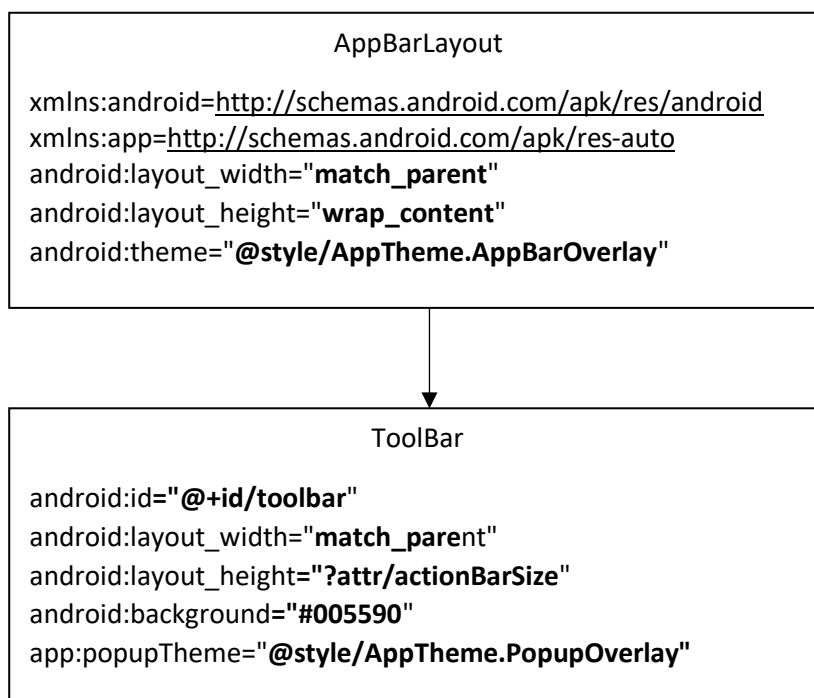 AppBarLayout
xmlns:android=http://schemas.android.com/apk/res/android
xmlns:app=http://schemas.android.com/apk/res-auto
android:layout_width="match_parent"
android:layout_height="wrap_content"
android:theme="@style/AppTheme.AppBarOverlay"
ToolBar
android:id="@+id/toolbar"
android:layout_width="match_parent"
android:layout_height="?attr/actionBarSize"
android:background="#005590"
app:popupTheme="@style/AppTheme.PopupOverlay"